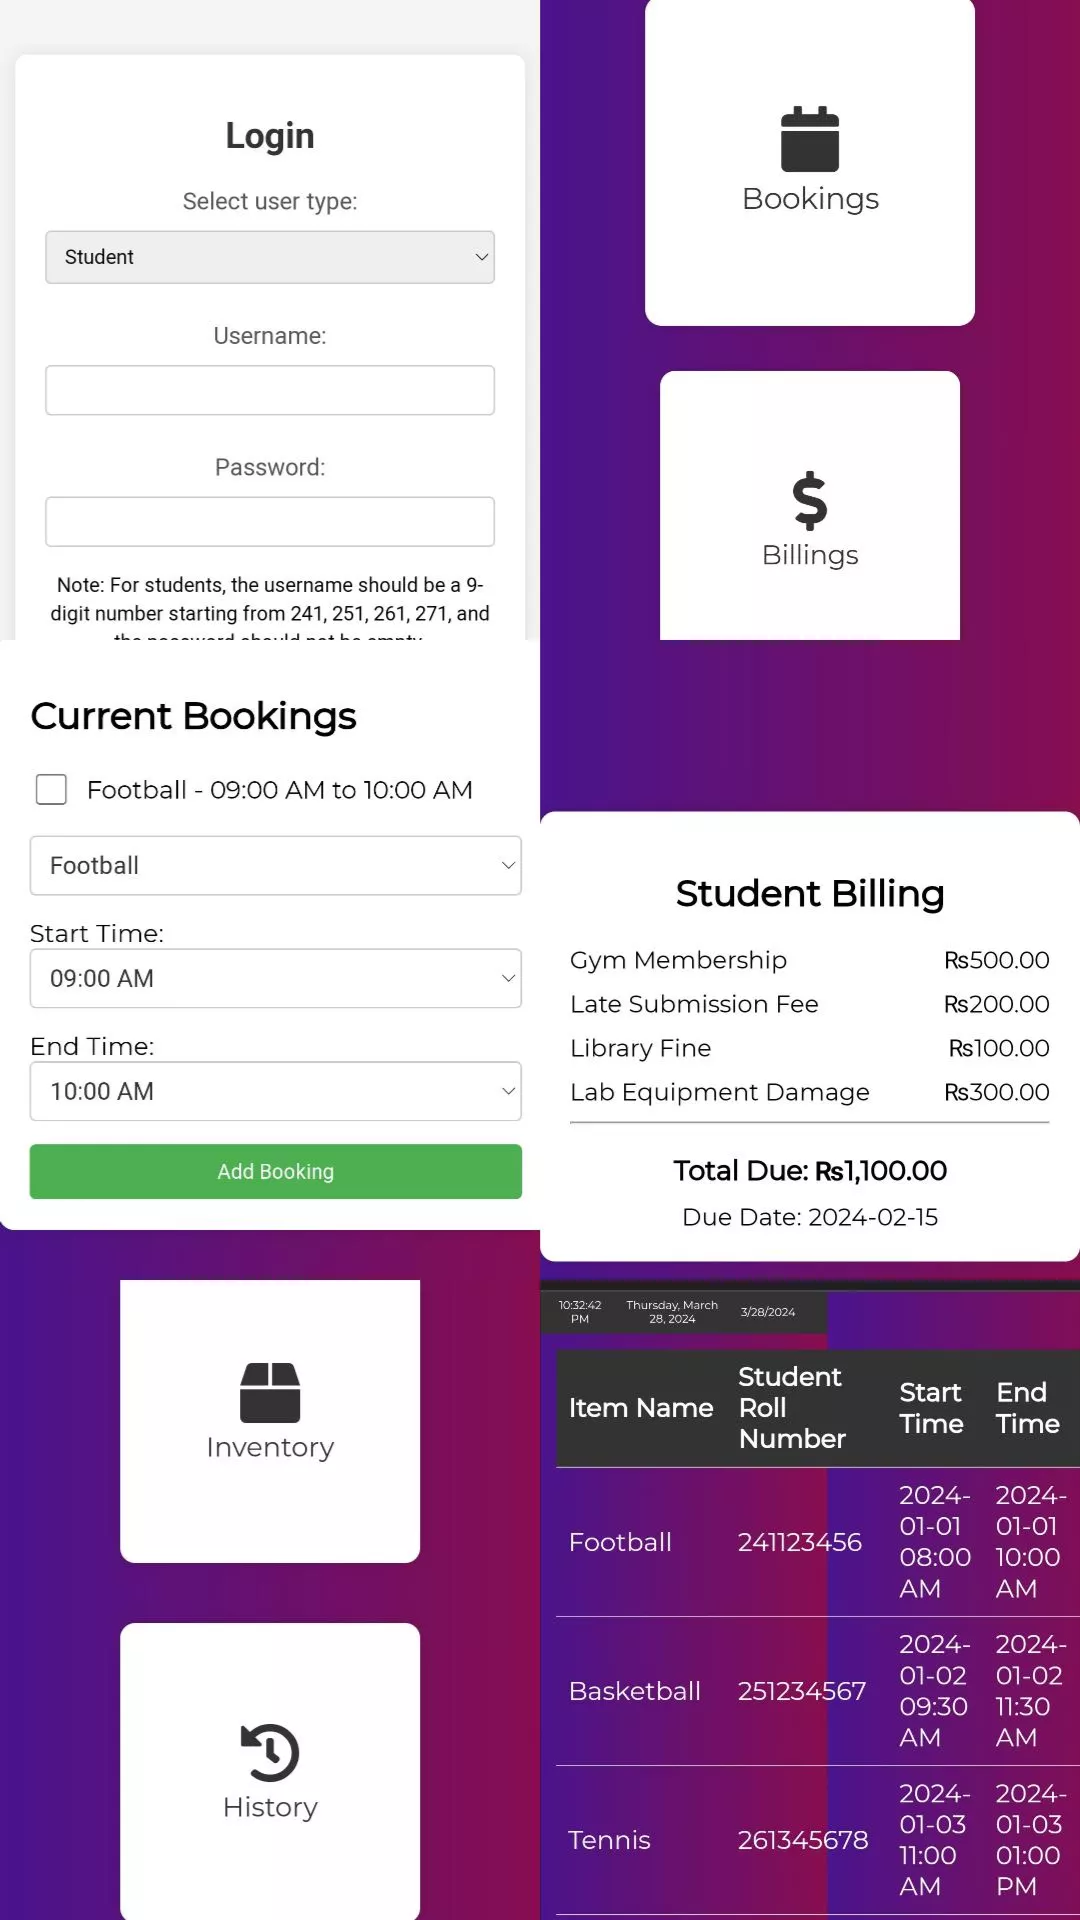 Login
Select user type:
Student
Username:
Password:
Note: For students, the username should be a 9-
digit number starting from 241, 251, 261, 271, and
the password should not be empty.
Bookings
Billings
Current Bookings
Football - 09:00 AM to 10:00 AM
Football
Start Time:
09:00 AM
End Time:
10:00 AM
Add Booking
Student Billing
Gym Membership ₨500.00
Late Submission Fee ₨200.00
Library Fine ₨100.00
Lab Equipment Damage ₨300.00
Total Due: ₨1,100.00
Due Date: 2024-02-15
Inventory
History
10:32:42
PM
Thursday, March
28, 2024
3/28/2024
Item Name
Student
Roll
Number
Start
Time
End
Time
Football
241123456
2024-
01-01
08:00
AM
2024-
01-01
10:00
AM
Basketball
251234567
2024-
01-02
09:30
AM
2024-
01-02
11:30
AM
Tennis
261345678
2024-
01-03
11:00
AM
2024-
01-03
01:00
PM